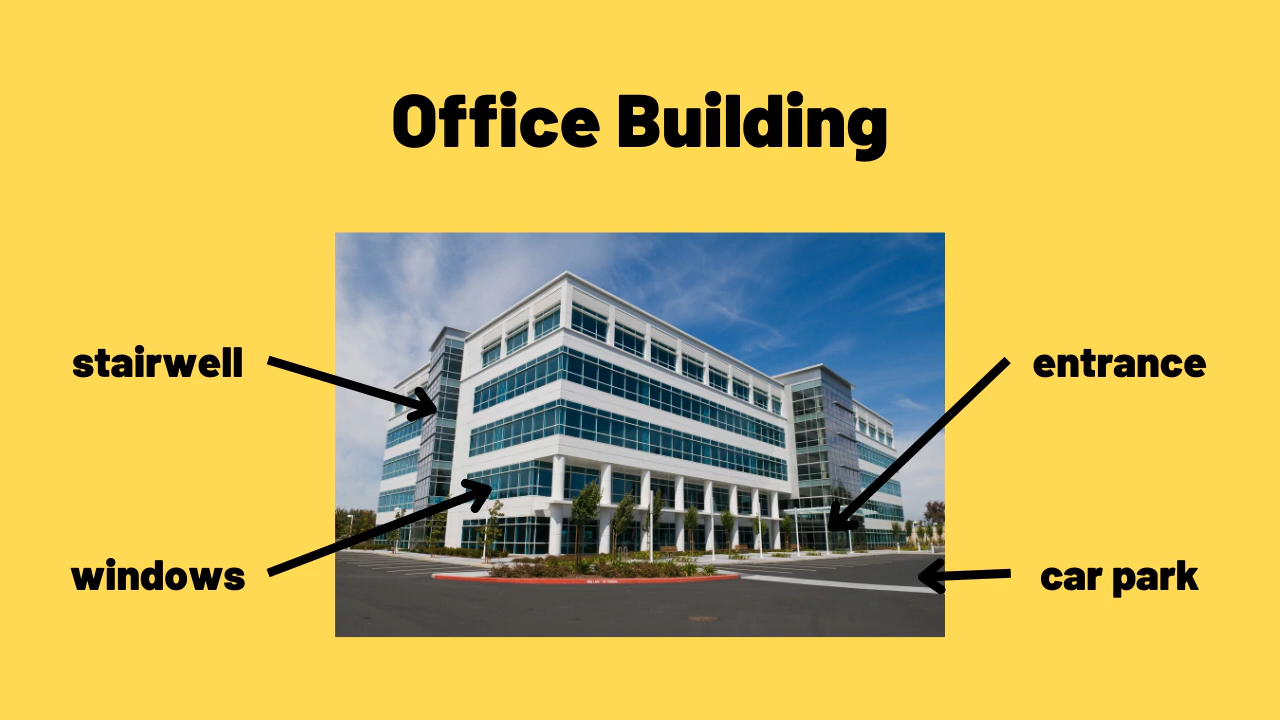 Office Building
stairwell
entrance
windows
car park